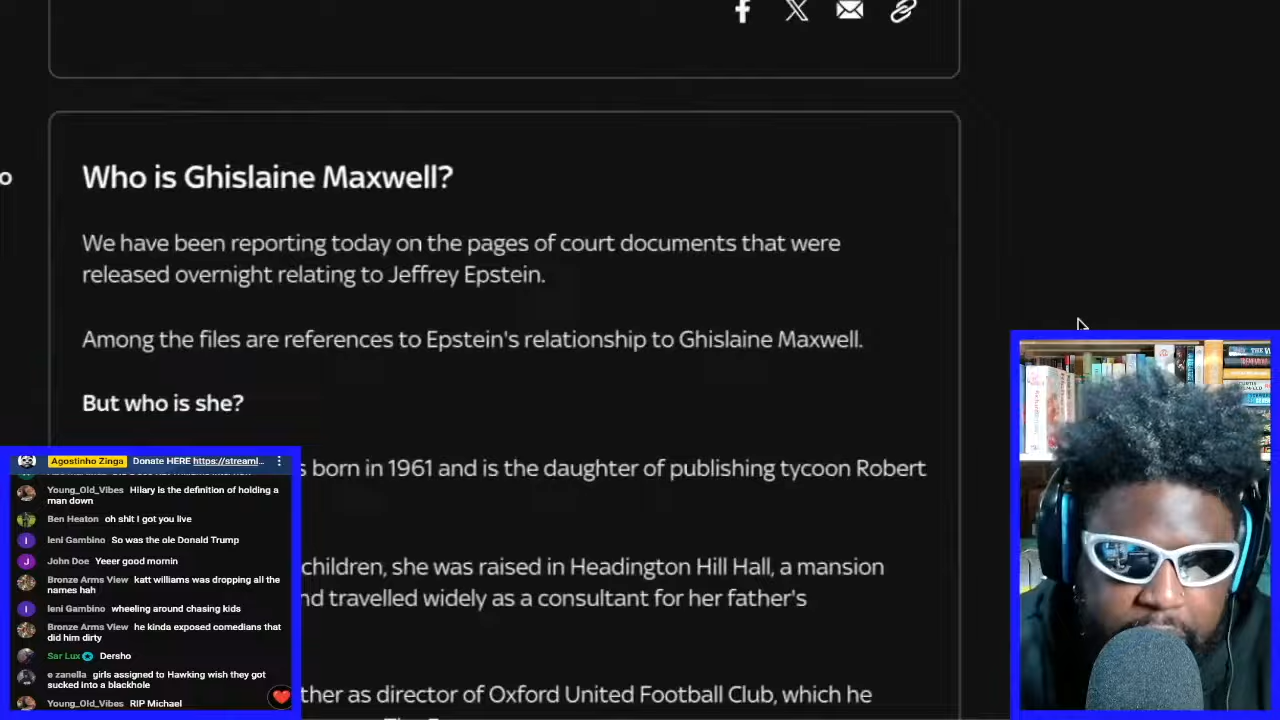 Who is Ghislaine Maxwell?
We have been reporting today on the pages of court documents that were
released overnight relating to Jeffrey Epstein.
Among the files are references to Epstein's relationship to Ghislaine Maxwell.
But who is she?
s born in 1961 and is the daughter of publishing tycoon Robert
children, she was raised in Headington Hill Hall, a mansion
nd travelled widely as a consultant for her father's
ther as director of Oxford United Football Club, which he
o
Agostinho Zinga Donate HERE https://streaml...
Young_Old_Vibes Hilary is the definition of holding a
man down
Ben Heaton oh shit I got you live
Ieni Gambino So was the ole Donald Trump
John Doe Yeeer good mornin
Bronze Arms View katt williams was dropping all the
names hah
Ieni Gambino wheeling around chasing kids
Bronze Arms View he kinda exposed comedians that
did him dirty
Sar Lux Dersho
e zanella girls assigned to Hawking wish they got
sucked into a blackhole
Young_Old_Vibes RIP Michael